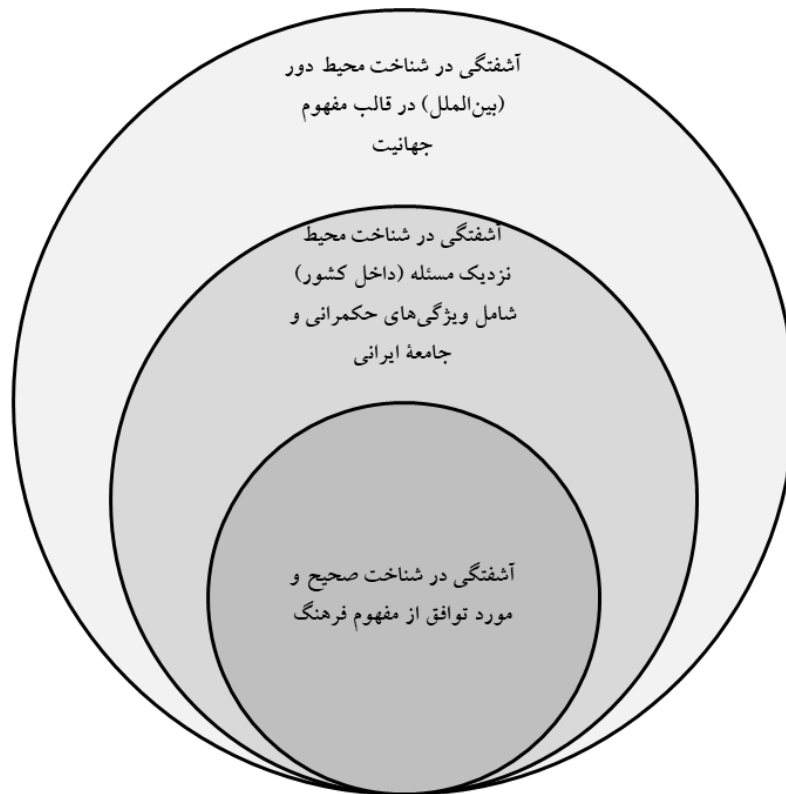 آشفتگی در شناخت محیط دور
(بین‌الملل) در قالب مفهوم
جهانیت
آشفتگی در شناخت محیط
نزدیک مسئله (داخل کشور)
شامل ویژگی‌های حکمرانی و
جامعهٔ ایرانی
آشفتگی در شناخت صحیح و
مورد توافق از مفهوم فرهنگ